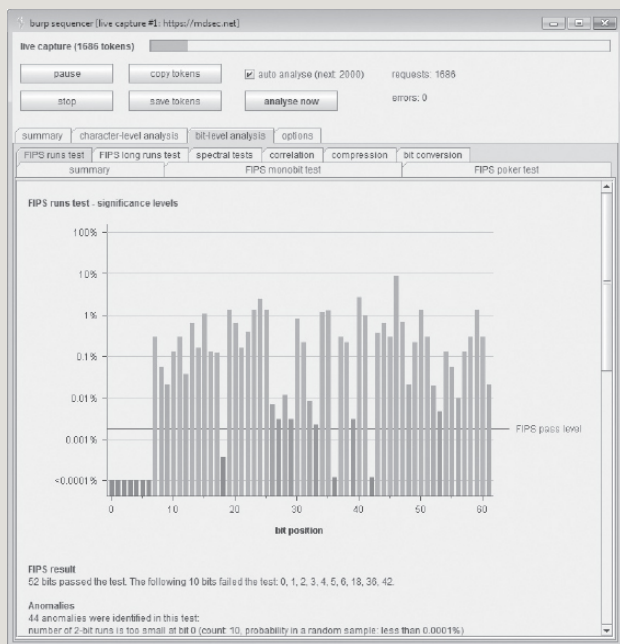 burp sequencer [live capture #1: https://mdsec.net]
live capture (1686 tokens)
pause
copy tokens
auto analyse (next: 2000)
requests: 1686
stop
save tokens
analyse now
errors: 0
summary
character-level analysis
bit-level analysis
options
FIPS runs test
FIPS long runs test
spectral tests
correlation
compression
bit conversion
summary
FIPS monobit test
FIPS poker test
FIPS runs test - significance levels
100%
10%
1%
0.1%
0.01%
FIPS pass level
0.001%
<0.0001%
0
10
20
30
40
50
60
bit position
FIPS result
52 bits passed the test. The following 10 bits failed the test: 0, 1, 2, 3, 4, 5, 6, 18, 36, 42.
Anomalies
44 anomalies were identified in this test:
number of 2-bit runs is too small at bit 0 (count: 10, probability in a random sample: less than 0.0001%)